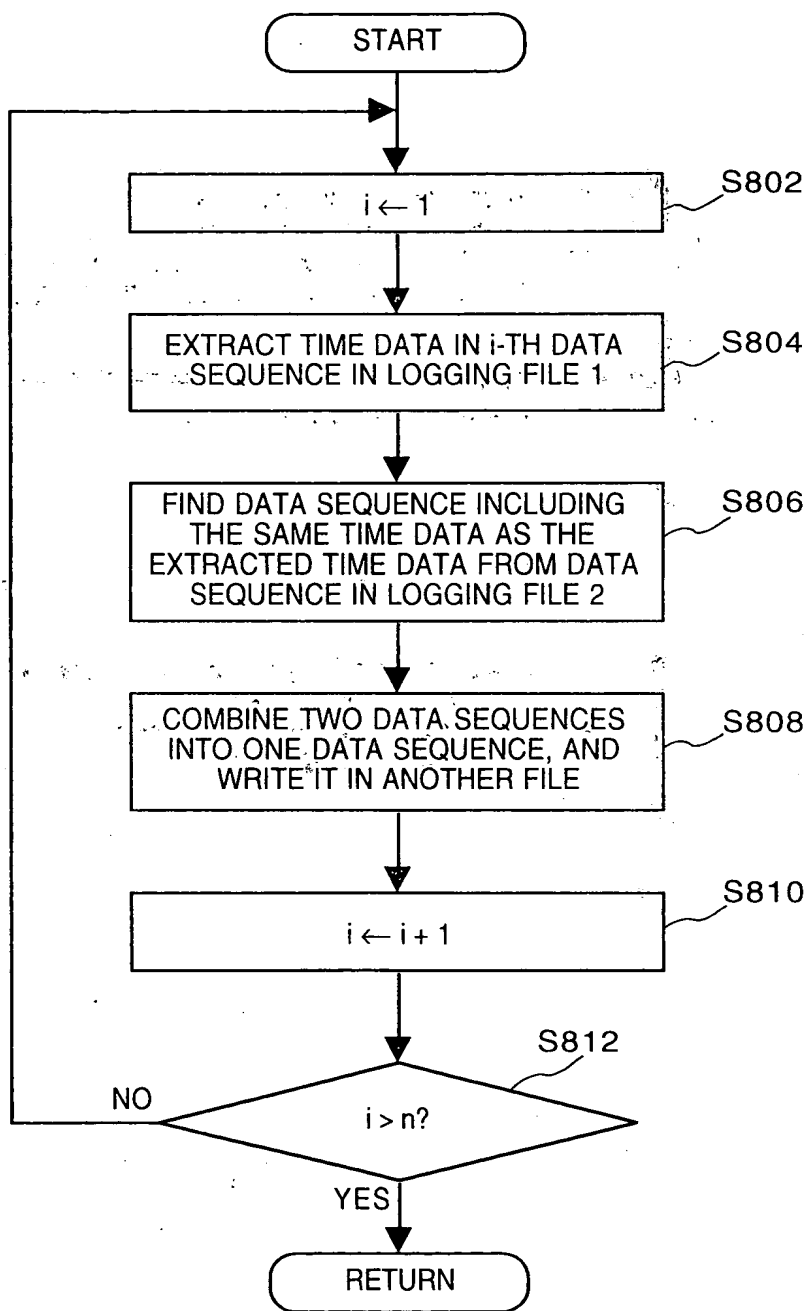 START
S802
i ← 1
S804
EXTRACT TIME DATA IN i-TH DATA
SEQUENCE IN LOGGING FILE 1
S806
FIND DATA SEQUENCE INCLUDING
THE SAME TIME DATA AS THE
EXTRACTED TIME DATA FROM DATA
SEQUENCE IN LOGGING FILE 2
S808
COMBINE TWO DATA SEQUENCES
INTO ONE DATA SEQUENCE, AND
WRITE IT IN ANOTHER FILE
S810
i ← i + 1
S812
NO
i > n?
YES
RETURN